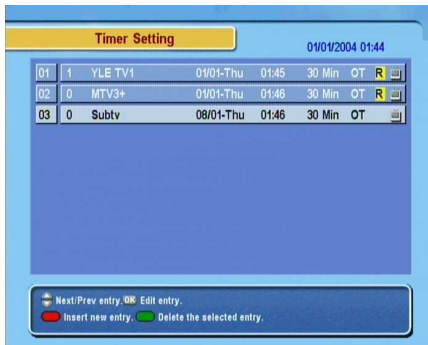 Timer Setting
01/01/2004 01:44
01 1 YLE TV1 01/01-Thu 01:45 30 Min OT R
02 0 MTV3+ 01/01-Thu 01:46 30 Min OT R
03 0 Subtv 08/01-Thu 01:46 30 Min OT
Next/Prev entry. OK Edit entry.
Insert new entry. Delete the selected entry.